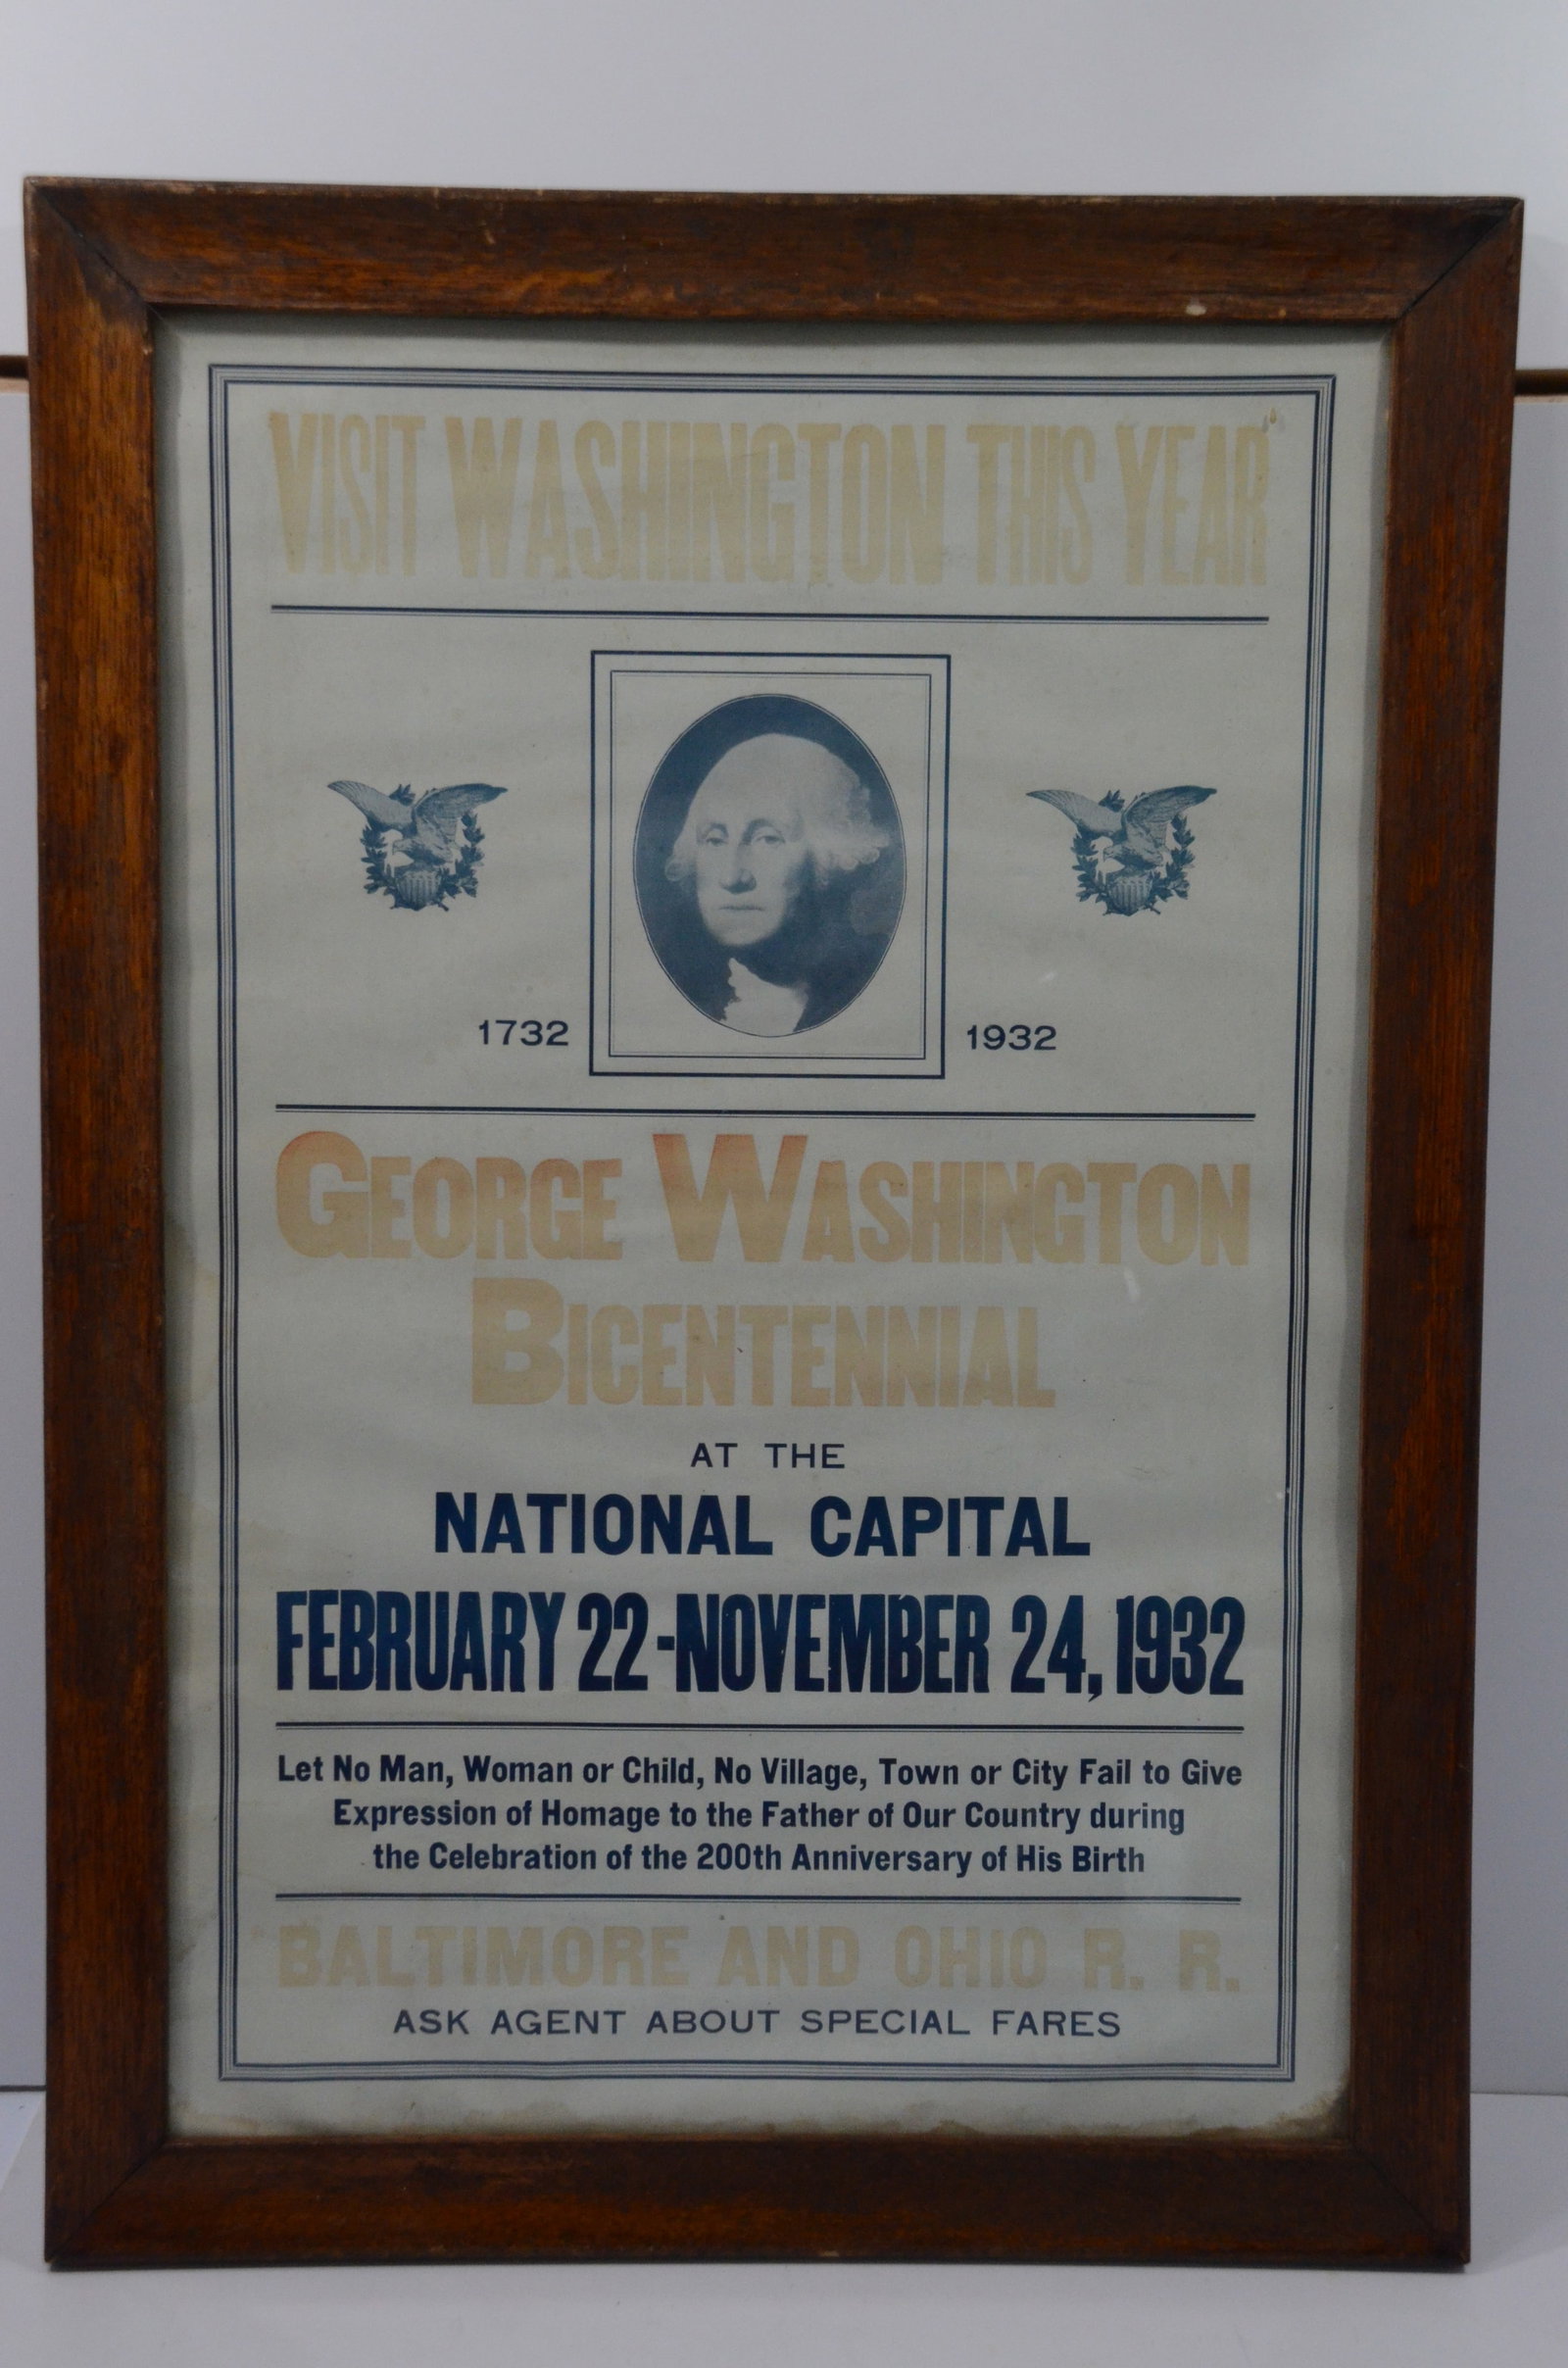 VISIT WASHINGTON THIS YEAR
1732 1932
GEORGE WASHINGTON
BICENTENNIAL
AT THE
NATIONAL CAPITAL
FEBRUARY 22-NOVEMBER 24, 1932
Let No Man, Woman or Child, No Village, Town or City Fail to Give
Expression of Homage to the Father of Our Country during
the Celebration of the 200th Anniversary of His Birth
BALTIMORE AND OHIO R. R.
ASK AGENT ABOUT SPECIAL FARES